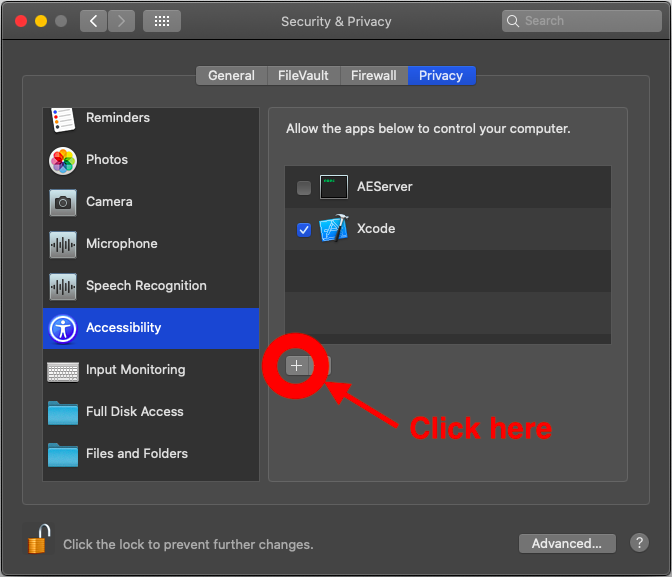 Security & Privacy
Search
General
FileVault
Firewall
Privacy
Reminders
Photos
Camera
Microphone
Speech Recognition
Accessibility
Input Monitoring
Full Disk Access
Files and Folders
Allow the apps below to control your computer.
AEServer
Xcode
+
Click here
Click the lock to prevent further changes.
Advanced...
?